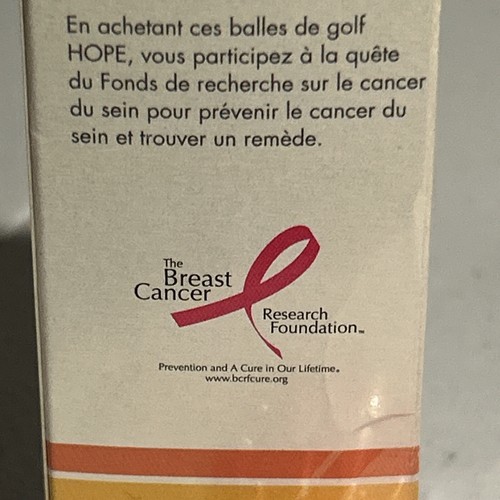 En achetant ces balles de golf
HOPE, vous participez à la quête
du Fonds de recherche sur le cancer
du sein pour prévenir le cancer du
sein et trouver un remède.
The
Breast
Cancer
Research
Foundation™
Prevention and A Cure in Our Lifetime.
www.bcrfcure.org